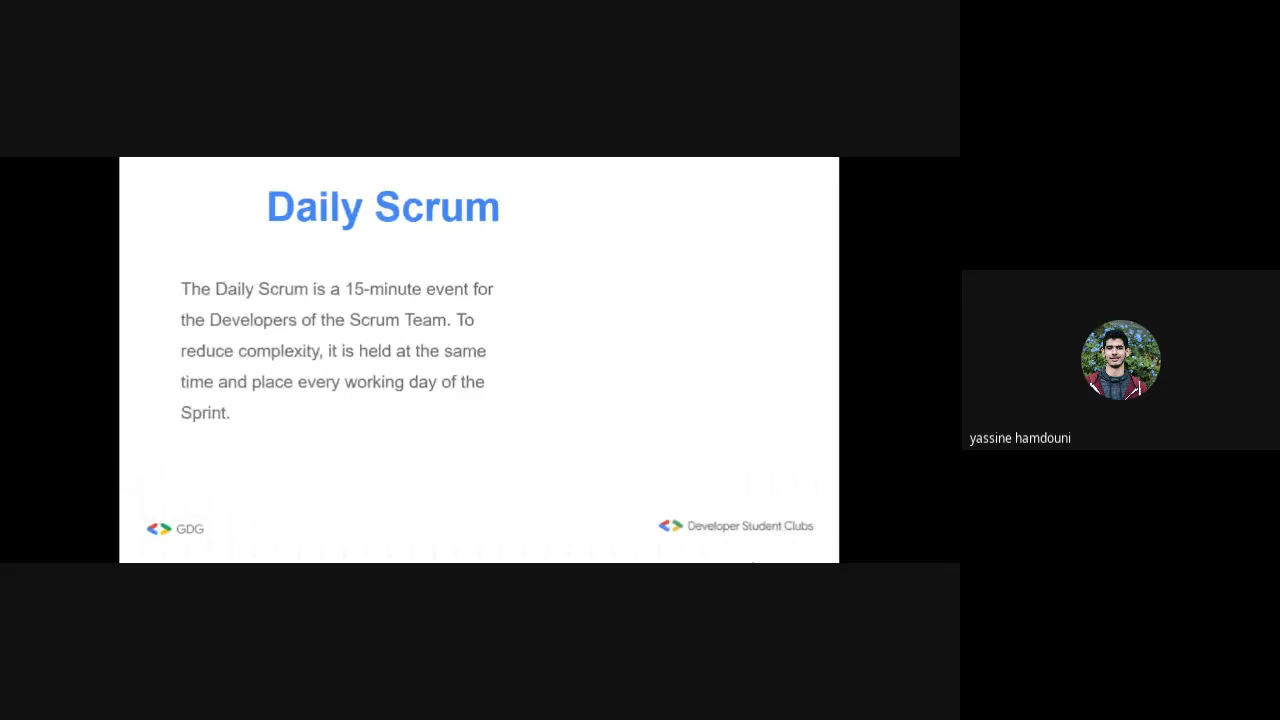 Daily Scrum
The Daily Scrum is a 15-minute event for
the Developers of the Scrum Team. To
reduce complexity, it is held at the same
time and place every working day of the
Sprint.
GDG
Developer Student Clubs
yassine hamdouni